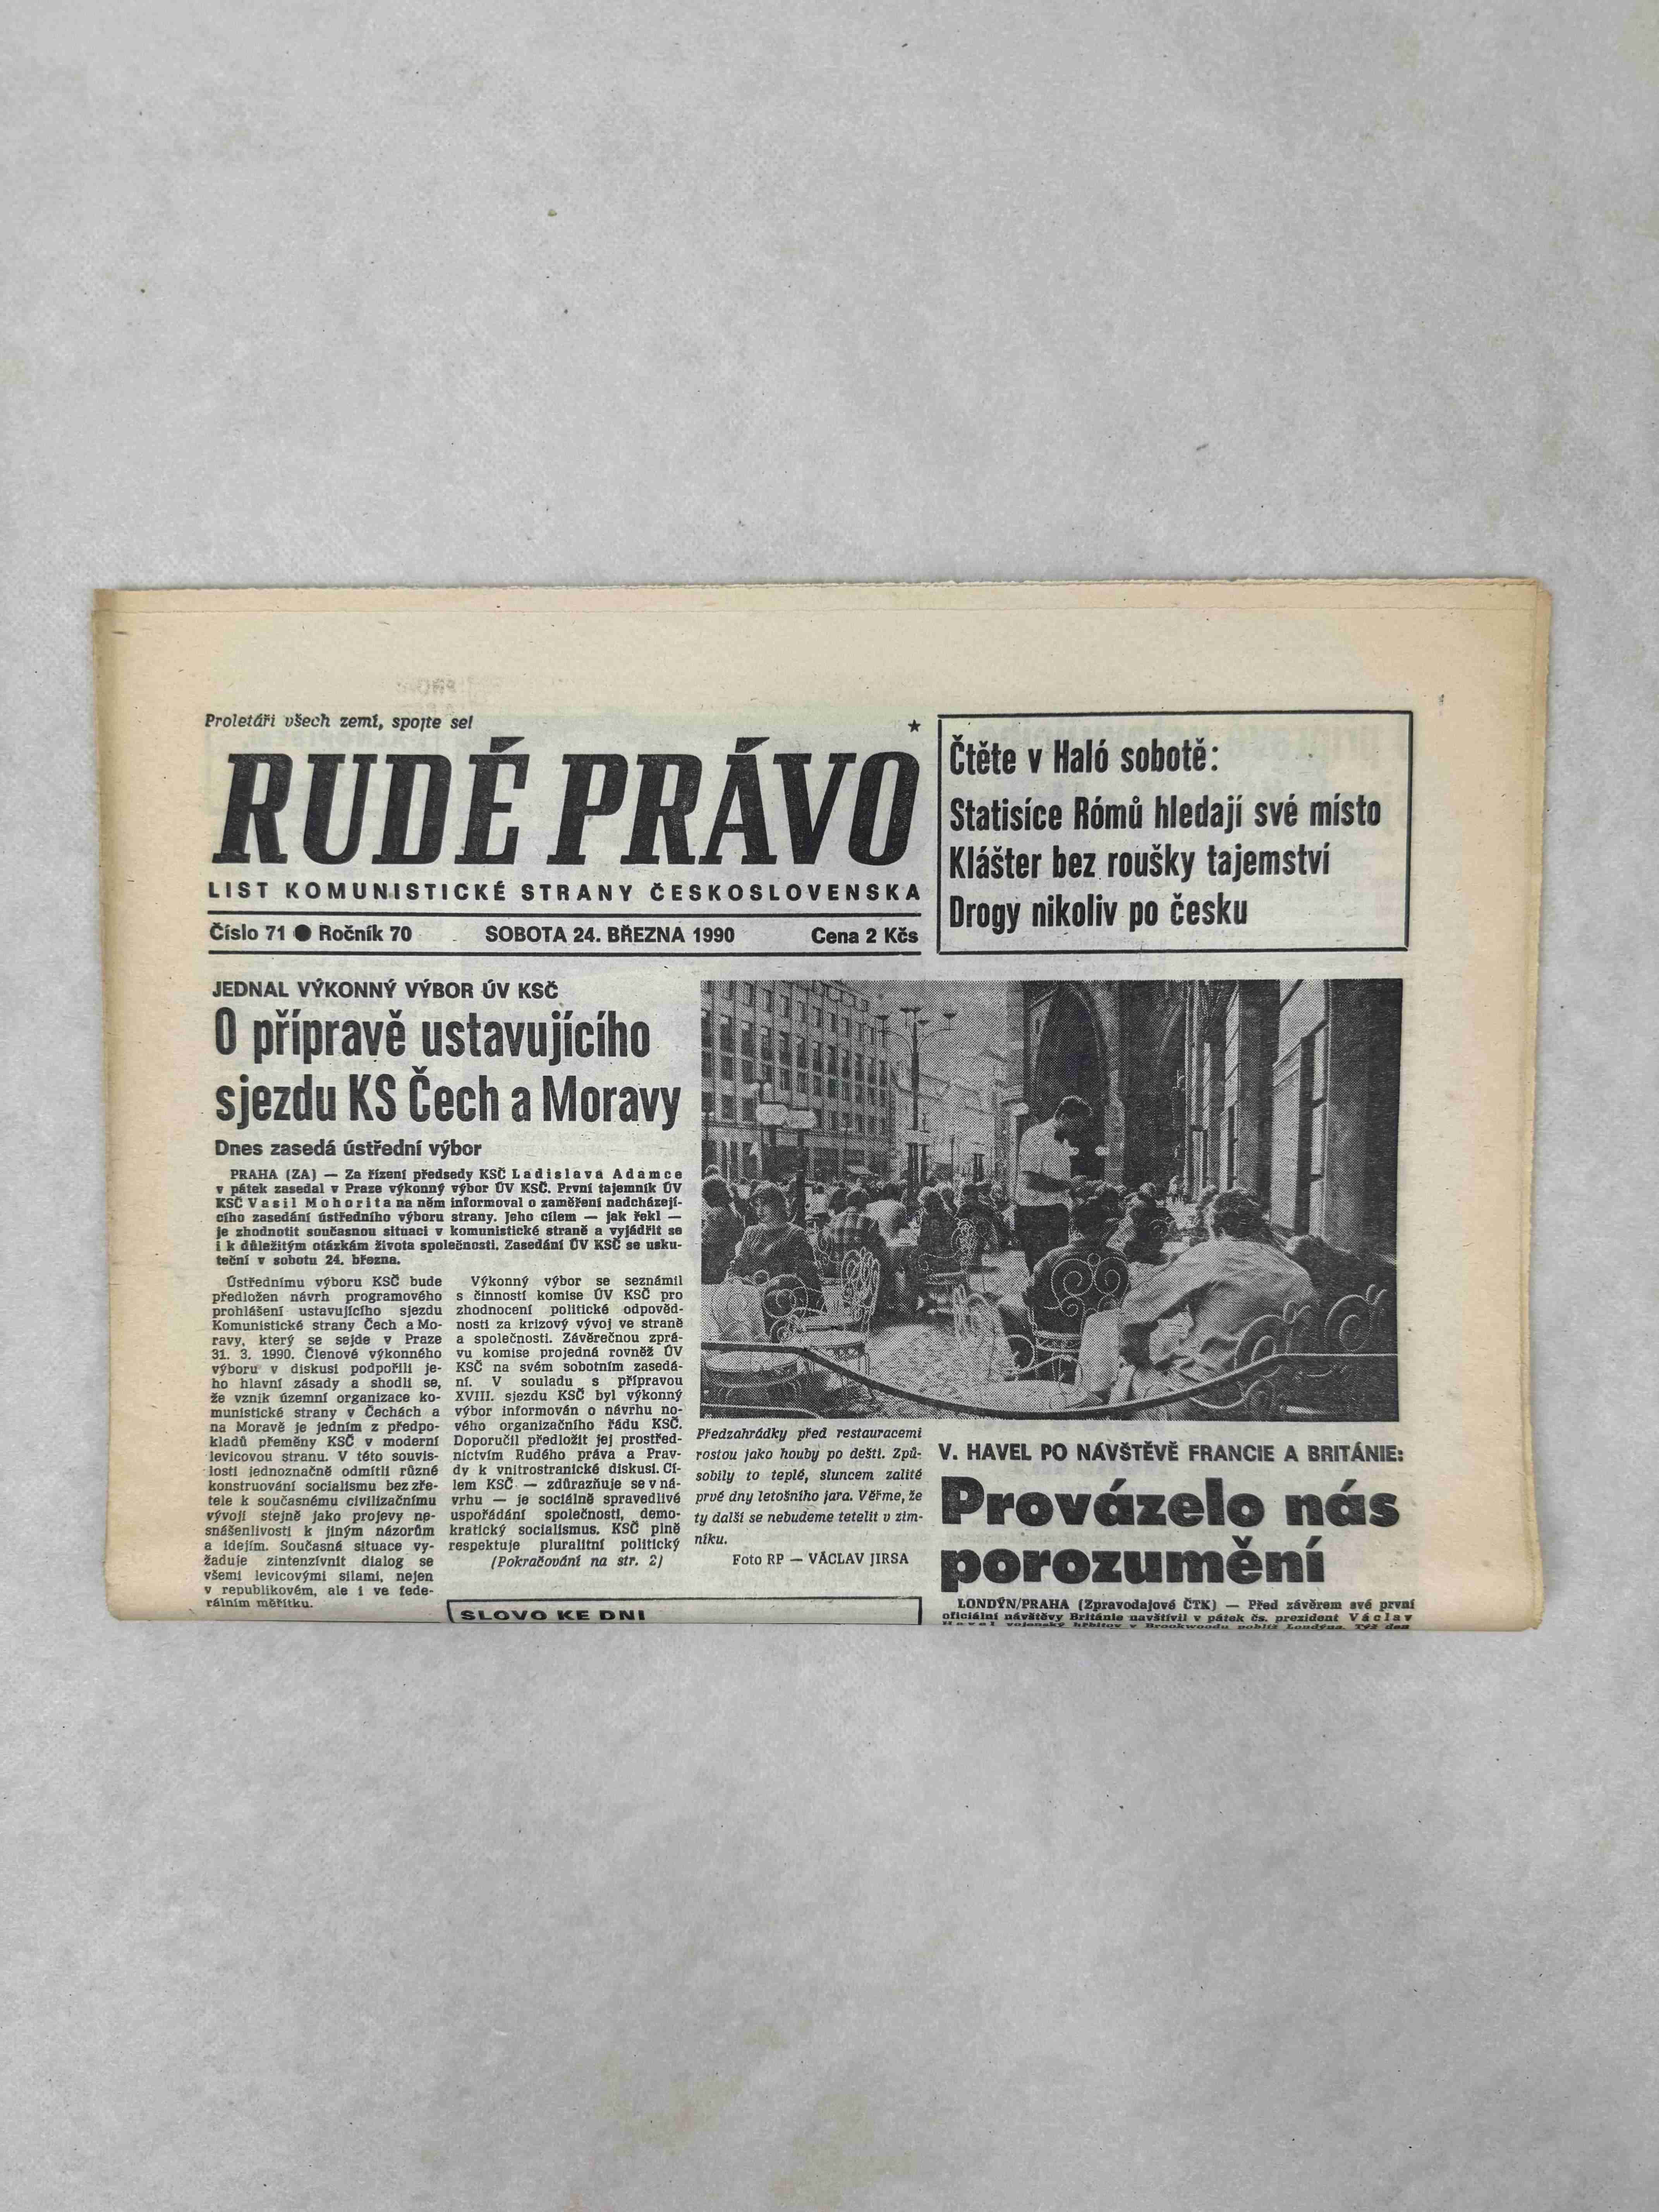 Proletáři všech zemí, spojte se!
RUDÉ PRÁVO
LIST KOMUNISTICKÉ STRANY ČESKOSLOVENSKA
Číslo 71 ● Ročník 70 SOBOTA 24. BŘEZNA 1990 Cena 2 Kčs
Čtěte v Haló sobotě:
Statisíce Rómů hledají své místo
Klášter bez roušky tajemství
Drogy nikoliv po česku
JEDNAL VÝKONNÝ VÝBOR ÚV KSČ
O přípravě ustavujícího
sjezdu KS Čech a Moravy
Dnes zasedá ústřední výbor
PRAHA (ZA) — Za řízení předsedy KSČ Ladislava Adamce
v pátek zasedal v Praze výkonný výbor ÚV KSČ. První tajemník ÚV
KSČ Vasil Mohorita na něm informoval o zaměření nadcházejí-
cího zasedání ústředního výboru strany. Jeho cílem — jak řekl —
je zhodnotit současnou situaci v komunistické straně a vyjádřit se
i k důležitým otázkám života společnosti. Zasedání ÚV KSČ se usku-
teční v sobotu 24. března.
Ústřednímu výboru KSČ bude
předložen návrh programového
prohlášení ustavujícího sjezdu
Komunistické strany Čech a Mo-
ravy, který se sejde v Praze
31. 3. 1990. Členové výkonného
výboru v diskusi podpořili je-
ho hlavní zásady a shodli se,
že vznik územní organizace ko-
munistické strany v Čechách a
na Moravě je jedním z předpo-
kladů přeměny KSČ v moderní
levicovou stranu. V této souvis-
losti jednoznačně odmítli různé
konstruování socialismu bez zře-
tele k současnému civilizačnímu
vývoji stejně jako projevy ne-
snášenlivosti k jiným názorům
a idejím. Současná situace vy-
žaduje zintenzívnit dialog se
všemi levicovými silami, nejen
v republikovém, ale i ve fede-
rálním měřítku.
Výkonný výbor se seznámil
s činností komise ÚV KSČ pro
zhodnocení politické odpověd-
nosti za krizový vývoj ve straně
a společnosti. Závěrečnou zprá-
vu komise projedná rovněž ÚV
KSČ na svém sobotním zasedá-
ní. V souladu s přípravou
XVIII. sjezdu KSČ byl výkonný
výbor informován o návrhu no-
vého organizačního řádu KSČ.
Doporučil předložit jej prostřed-
nictvím Rudého práva a Prav-
dy k vnitrostranické diskusi. Cí-
lem KSČ — zdůrazňuje se v ná-
vrhu — je sociálně spravedlivé
uspořádání společnosti, demo-
kratický socialismus. KSČ plně
respektuje pluralitní politický
(Pokračování na str. 2)
SLOVO KE DNI
Předzahrádky před restauracemi
rostou jako houby po dešti. Způ-
sobily to teplé, sluncem zalité
prvé dny letošního jara. Věřme, že
ty další se nebudeme tetelit v zim-
níku.
Foto RP — VÁCLAV JIRSA
V. HAVEL PO NÁVŠTĚVĚ FRANCIE A BRITÁNIE:
Provázelo nás
porozumění
LONDÝN/PRAHA (Zpravodajové ČTK) — Před závěrem své první
oficiální návštěvy Británie navštívil v pátek čs. prezident Václav
Havel vojenský hřbitov v Brookwoodu poblíž Londýna. Týž den